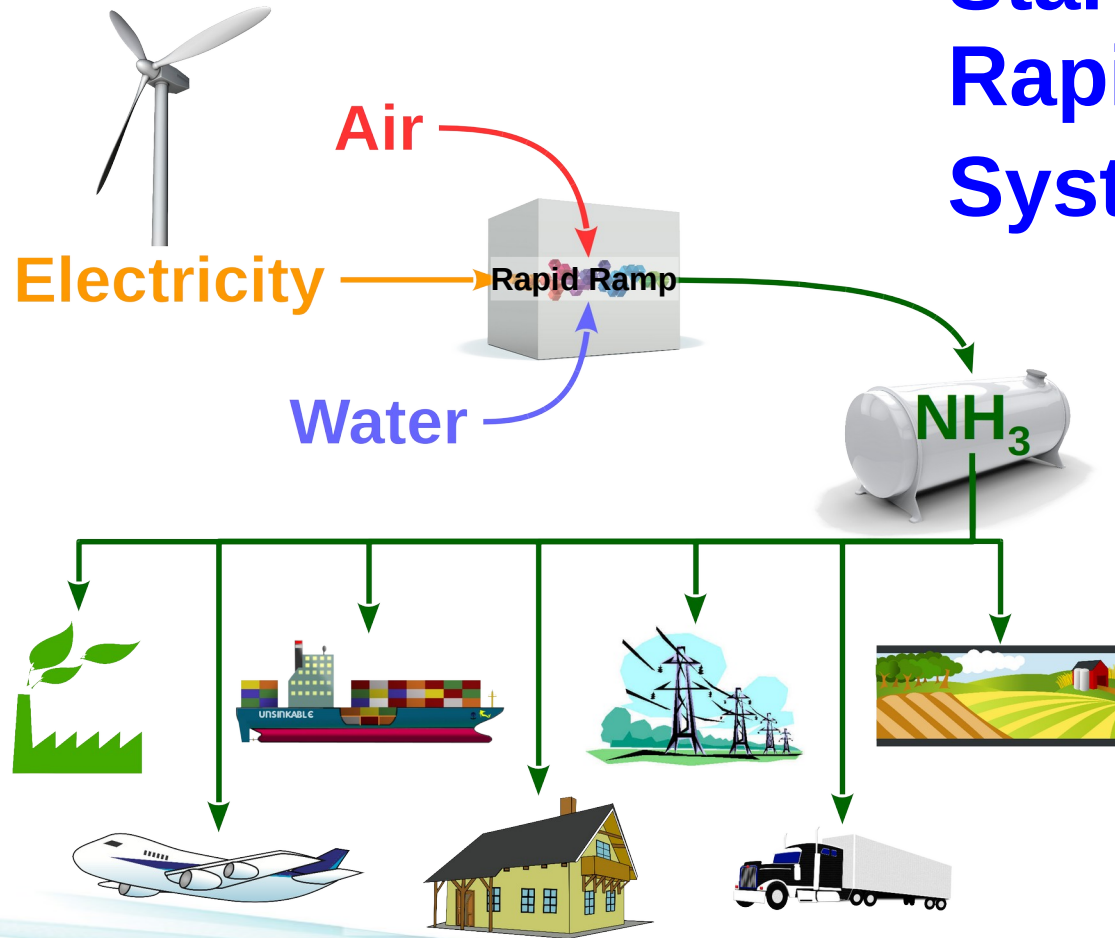 Rapi
Syst
Air
Electricity
Rapid Ramp
Water
NH₃
UNSINKABLE